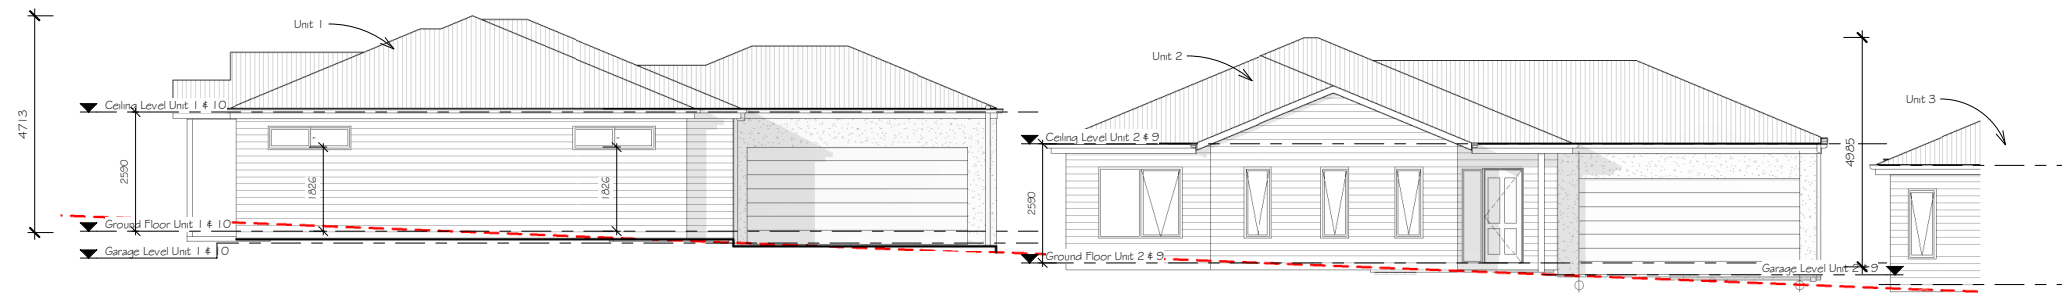 Unit 1
4713
Ceiling Level Unit 1 & 10
2590
1826
1826
Ground Floor Unit 1 & 10
Garage Level Unit 1 & 10
Unit 2
Ceiling Level Unit 2 & 9
2590
Ground Floor Unit 2 & 9
4985
Garage Level Unit 2 & 9
Unit 3